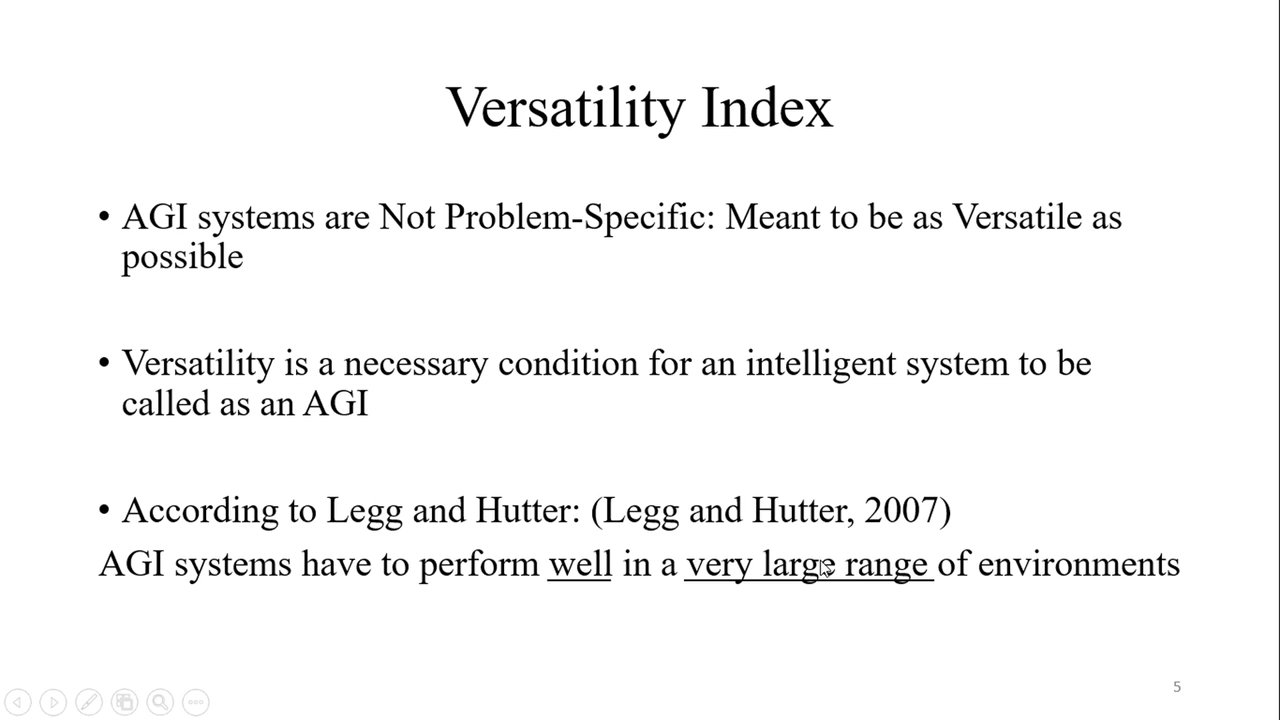 Versatility Index
• AGI systems are Not Problem-Specific: Meant to be as Versatile as
possible
• Versatility is a necessary condition for an intelligent system to be
called as an AGI
• According to Legg and Hutter: (Legg and Hutter, 2007)
AGI systems have to perform well in a very large range of environments
5